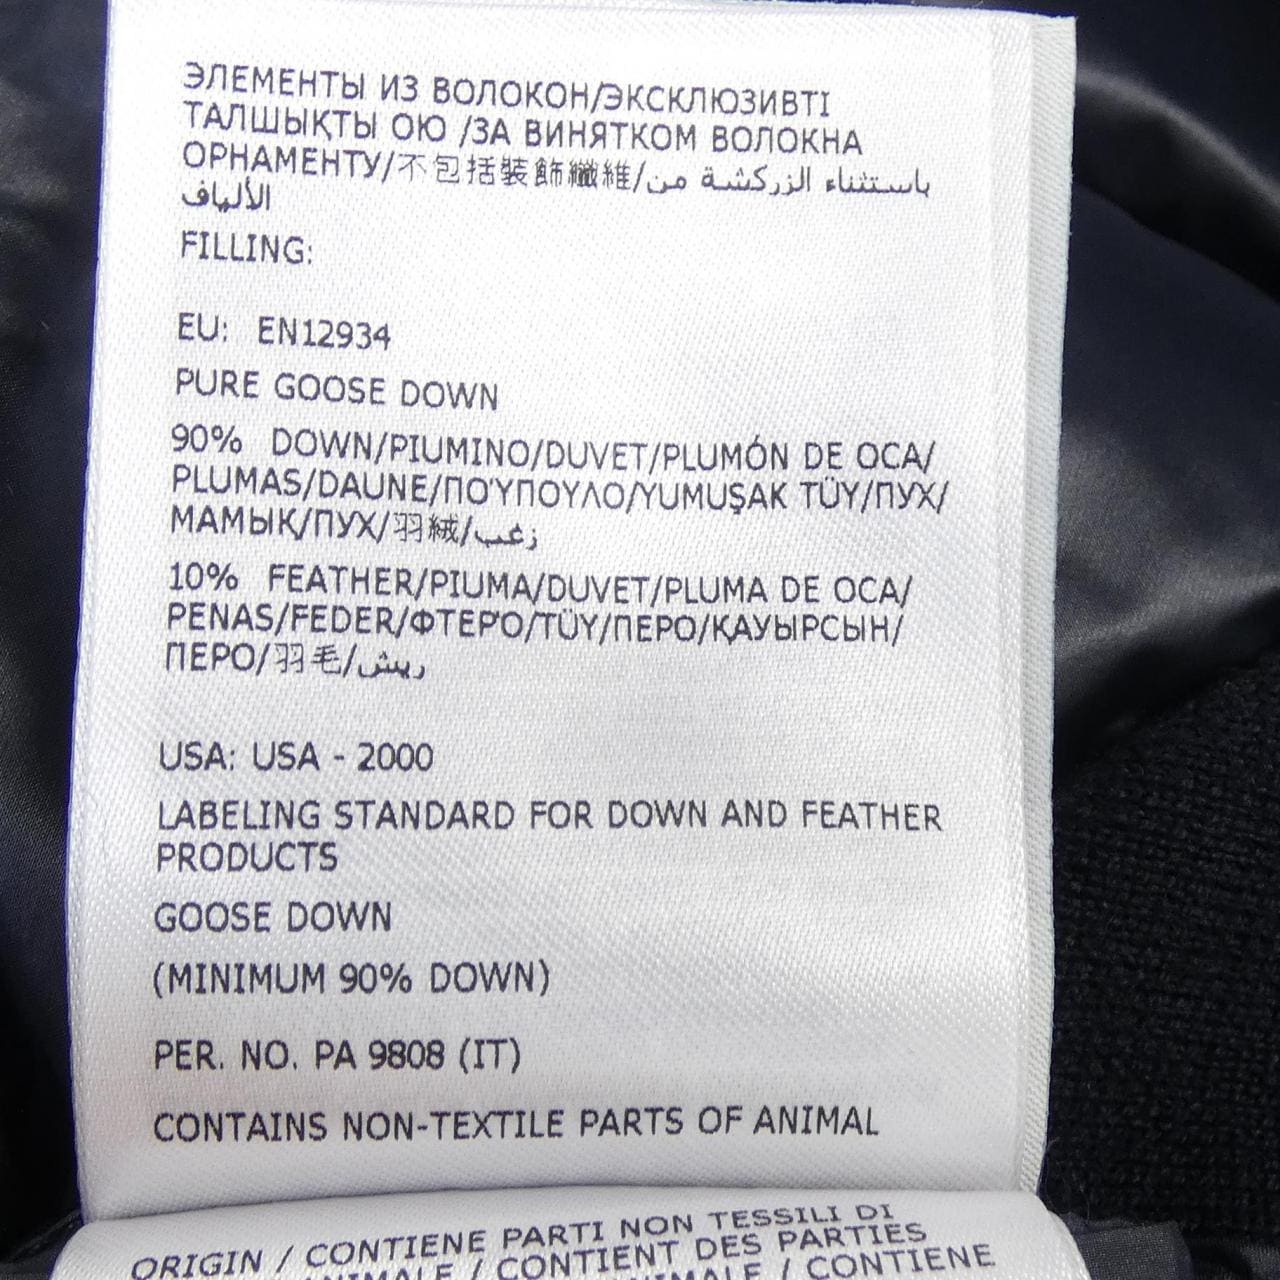 ЭЛЕМЕНТЫ ИЗ ВОЛОКОН/ЭКСКЛЮЗИВТІ
ТАЛШЫҚТЫ ОЮ /ЗА ВИНЯТКОМ ВОЛОКНА
ОРНАМЕНТУ/不包括裝飾纖維/باستثناء الزركشة من
الألياف
FILLING:
EU: EN12934
PURE GOOSE DOWN
90% DOWN/PIUMINO/DUVET/PLUMÓN DE OCA/
PLUMAS/DAUNE/ΠΟΎΠΟΥΛΟ/YUMUŞAK TÜY/ПУХ/
МАМЫҚ/ПУХ/羽絨/زغب
10% FEATHER/PIUMA/DUVET/PLUMA DE OCA/
PENAS/FEDER/ΦΤΕΡΌ/TÜY/ПЕРО/ҚАУЫРСЫН/
ПЕРО/羽毛/ريش
USA: USA - 2000
LABELING STANDARD FOR DOWN AND FEATHER
PRODUCTS
GOOSE DOWN
(MINIMUM 90% DOWN)
PER. NO. PA 9808 (IT)
CONTAINS NON-TEXTILE PARTS OF ANIMAL
ORIGIN / CONTIENE PARTI NON TESSILI DI
ANIMALE / CONTIENT DES PARTIES
ANIMALE / CONTIENE